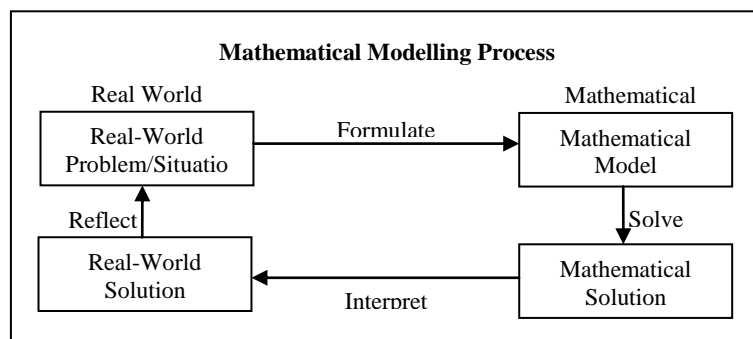 Mathematical Modelling Process
Real World
Mathematical
Real-World
Problem/Situatio
Formulate
Mathematical
Model
Reflect
Solve
Real-World
Solution
Interpret
Mathematical
Solution